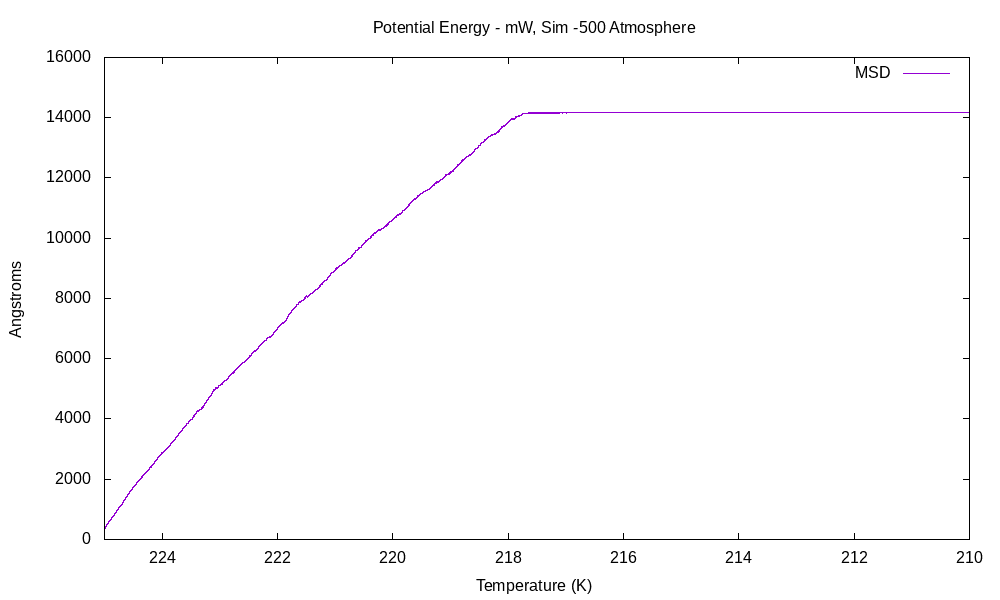 Potential Energy - mW, Sim -500 Atmosphere
MSD
16000
14000
12000
10000
8000
6000
4000
2000
0
Angstroms
224 222 220 218 216 214 212 210
Temperature (K)